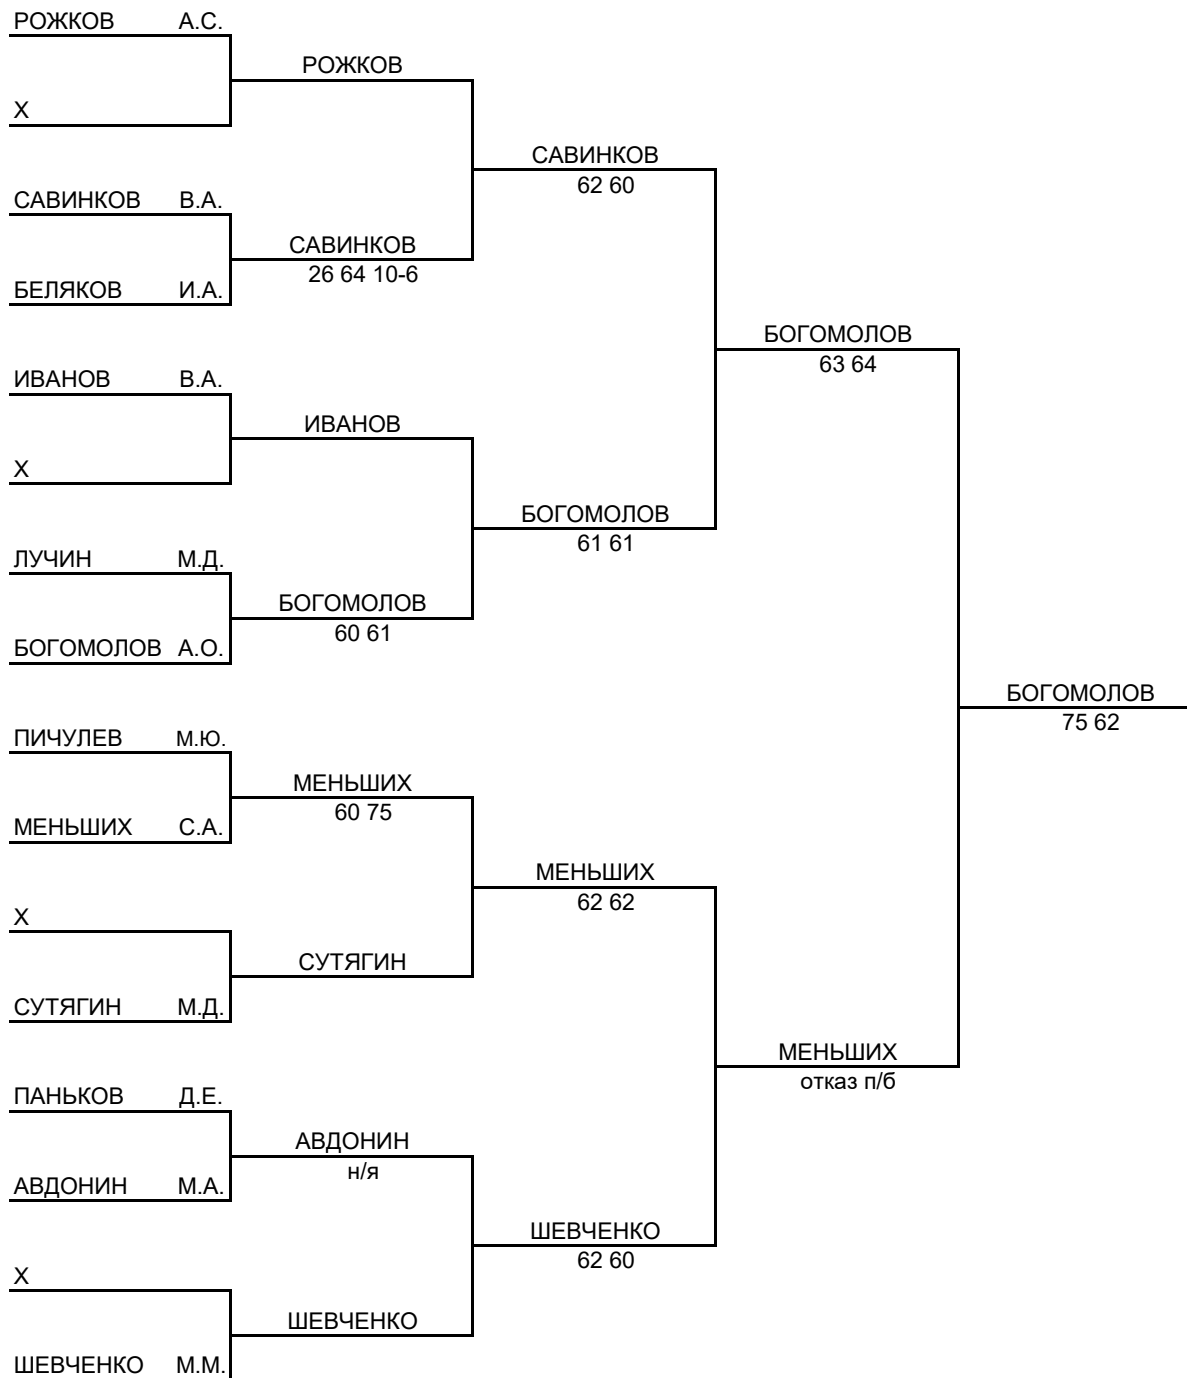 РОЖКОВ А.С.
РОЖКОВ
X
САВИНКОВ
62 60
САВИНКОВ В.А.
САВИНКОВ
26 64 10-6
БЕЛЯКОВ И.А.
БОГОМОЛОВ
63 64
ИВАНОВ В.А.
ИВАНОВ
X
БОГОМОЛОВ
61 61
ЛУЧИН М.Д.
БОГОМОЛОВ
60 61
БОГОМОЛОВ А.О.
БОГОМОЛОВ
75 62
ПИЧУЛЕВ М.Ю.
МЕНЬШИХ
60 75
МЕНЬШИХ С.А.
МЕНЬШИХ
62 62
X
СУТЯГИН
СУТЯГИН М.Д.
МЕНЬШИХ
отказ п/б
ПАНЬКОВ Д.Е.
АВДОНИН
н/я
АВДОНИН М.А.
ШЕВЧЕНКО
62 60
X
ШЕВЧЕНКО
ШЕВЧЕНКО М.М.